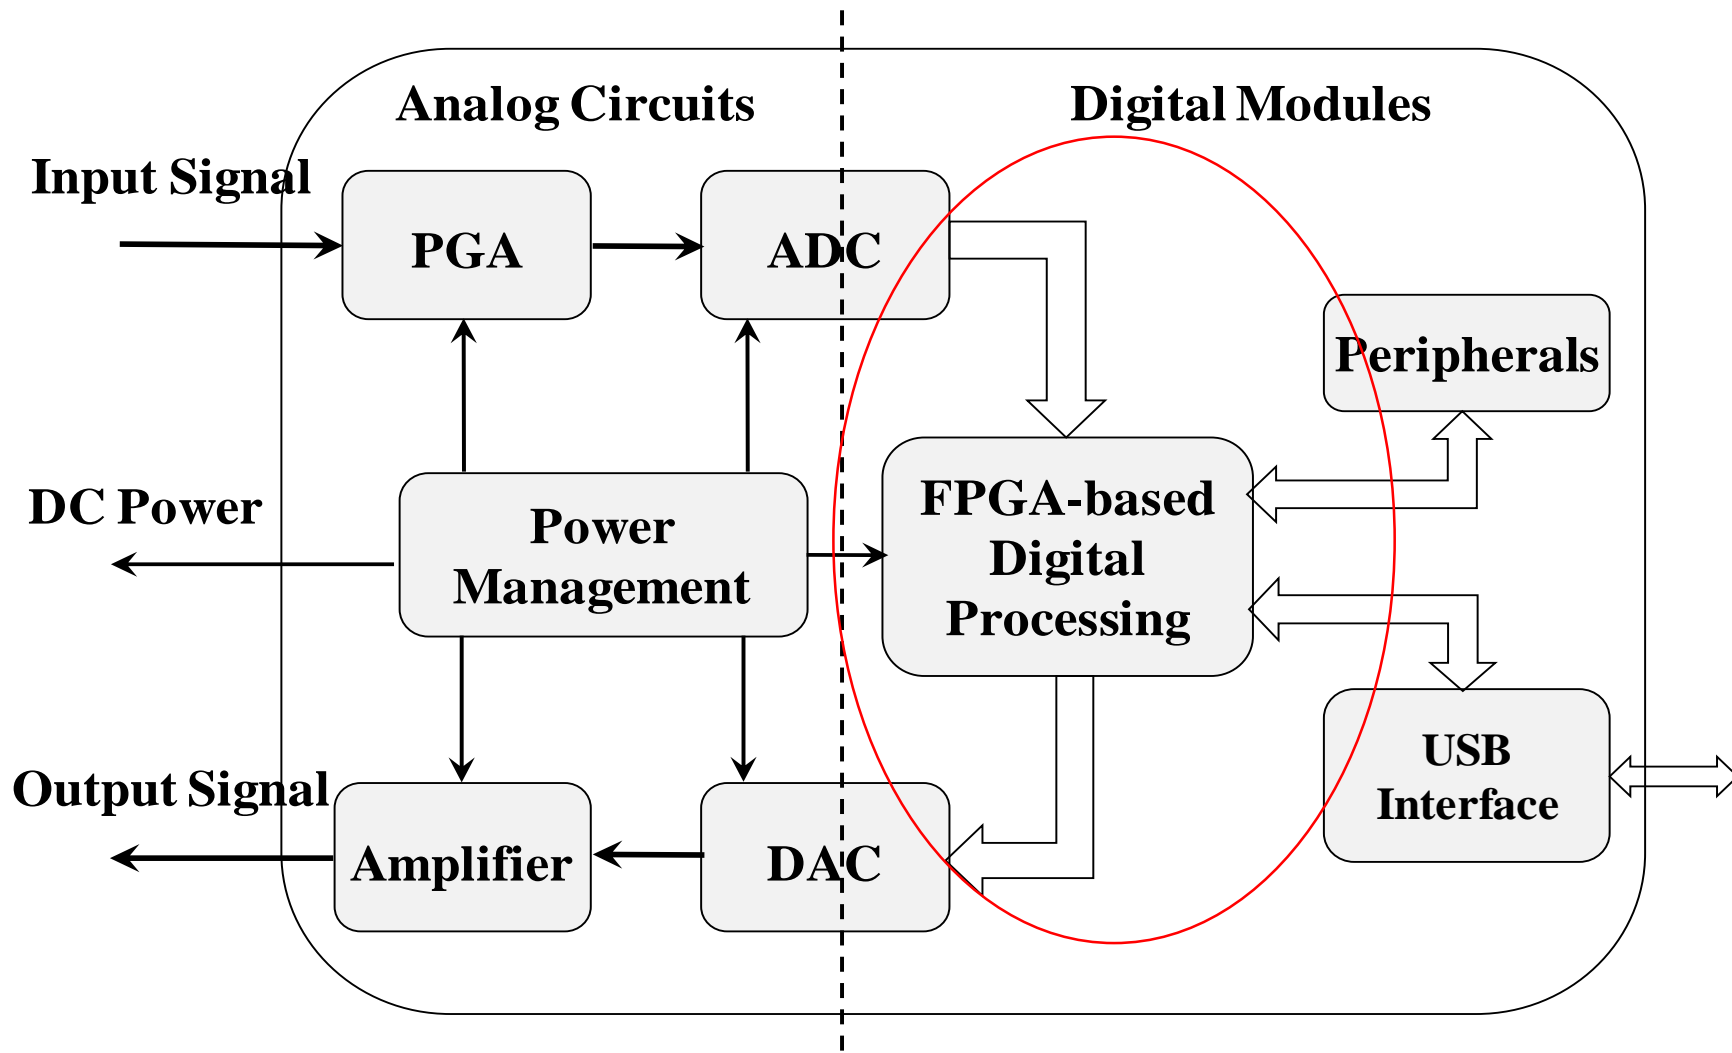 Analog Circuits
Digital Modules
Input Signal
PGA
ADC
Peripherals
DC Power
Power
Management
FPGA-based
Digital
Processing
Output Signal
Amplifier
DAC
USB
Interface